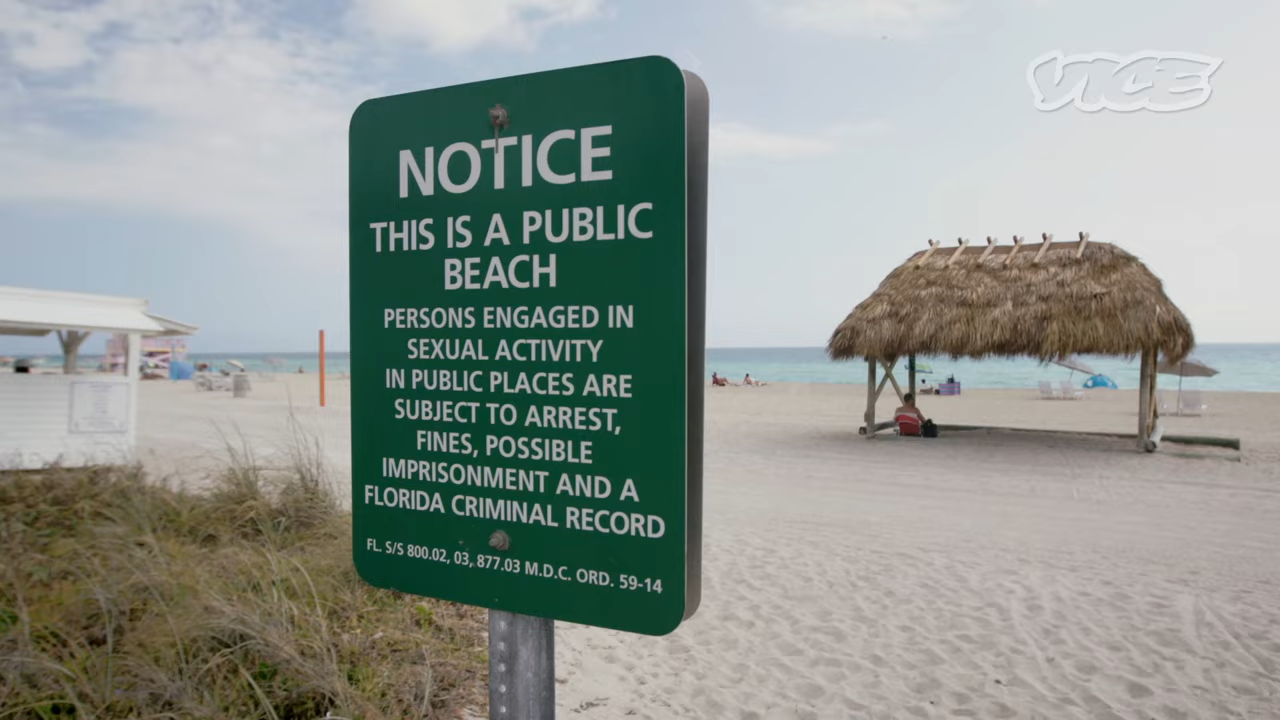 VICE
NOTICE
THIS IS A PUBLIC
BEACH
PERSONS ENGAGED IN
SEXUAL ACTIVITY
IN PUBLIC PLACES ARE
SUBJECT TO ARREST,
FINES, POSSIBLE
IMPRISONMENT AND A
FLORIDA CRIMINAL RECORD
FL. S/S 800.02, 03, 877.03 M.D.C. ORD. 59-14